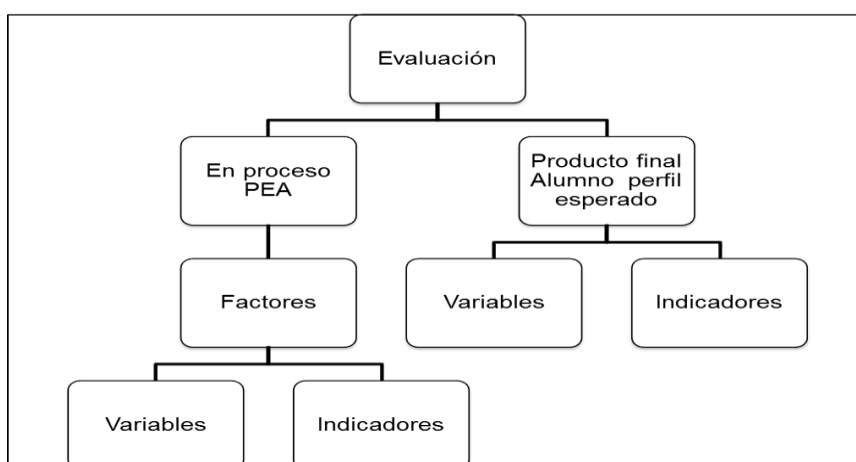 Evaluación
En proceso
PEA
Producto final
Alumno perfil
esperado
Factores
Variables
Indicadores
Variables
Indicadores